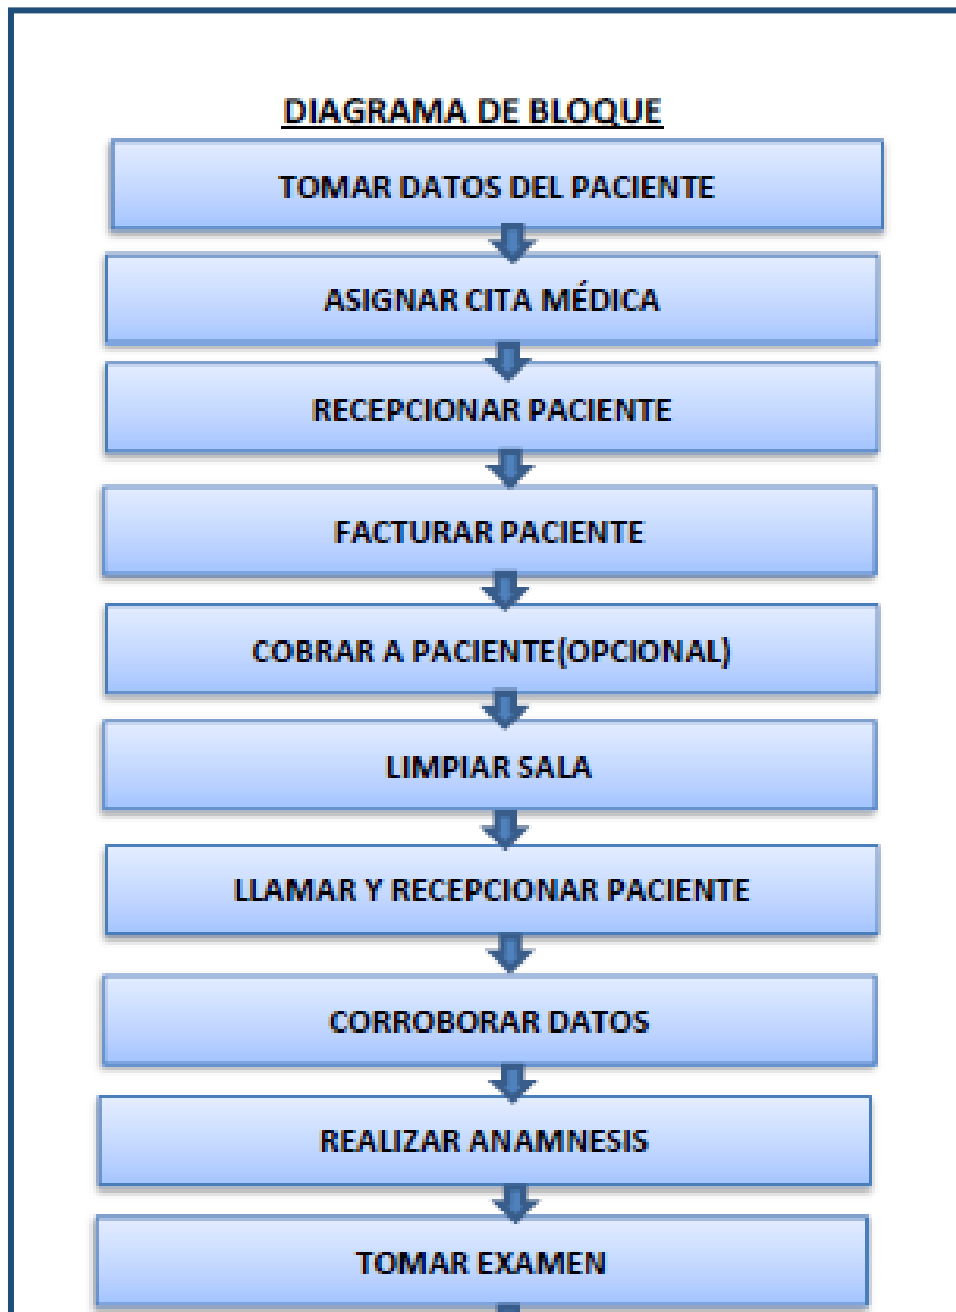 DIAGRAMA DE BLOQUE
TOMAR DATOS DEL PACIENTE
ASIGNAR CITA MÉDICA
RECEPCIONAR PACIENTE
FACTURAR PACIENTE
COBRAR A PACIENTE(OPCIONAL)
LIMPIAR SALA
LLAMAR Y RECEPCIONAR PACIENTE
CORROBORAR DATOS
REALIZAR ANAMNESIS
TOMAR EXAMEN